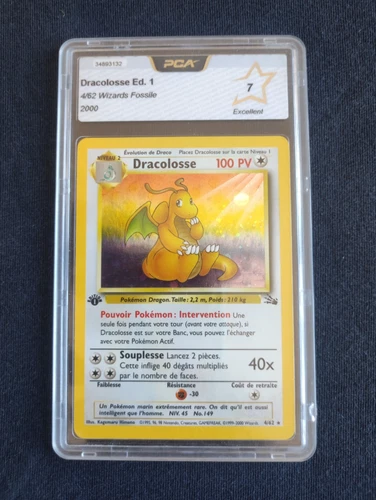 34893132
PCA
Dracolosse Ed. 1
4/62 Wizards Fossile
2000
7
Excellent
NIVEAU 2
Évolution de Draco
Placez Dracolosse sur la carte Niveau 1
Dracolosse 100 PV
Pokémon Dragon. Taille: 2,2 m, Poids: 210 kg
Pouvoir Pokémon: Intervention Une
seule fois pendant votre tour (avant votre attaque), si
Dracolosse est sur votre Banc, vous pouvez l'échanger
avec votre Pokémon Actif.
Souplesse Lancez 2 pièces.
Cette attaque inflige 40 dégâts multipliés
par le nombre de faces.
40x
Faiblesse Résistance Coût de retraite
-30
Un Pokémon marin extrêmement rare. On dit qu'il est aussi
intelligent que l'homme. NIV. 45 No. 149
4/62